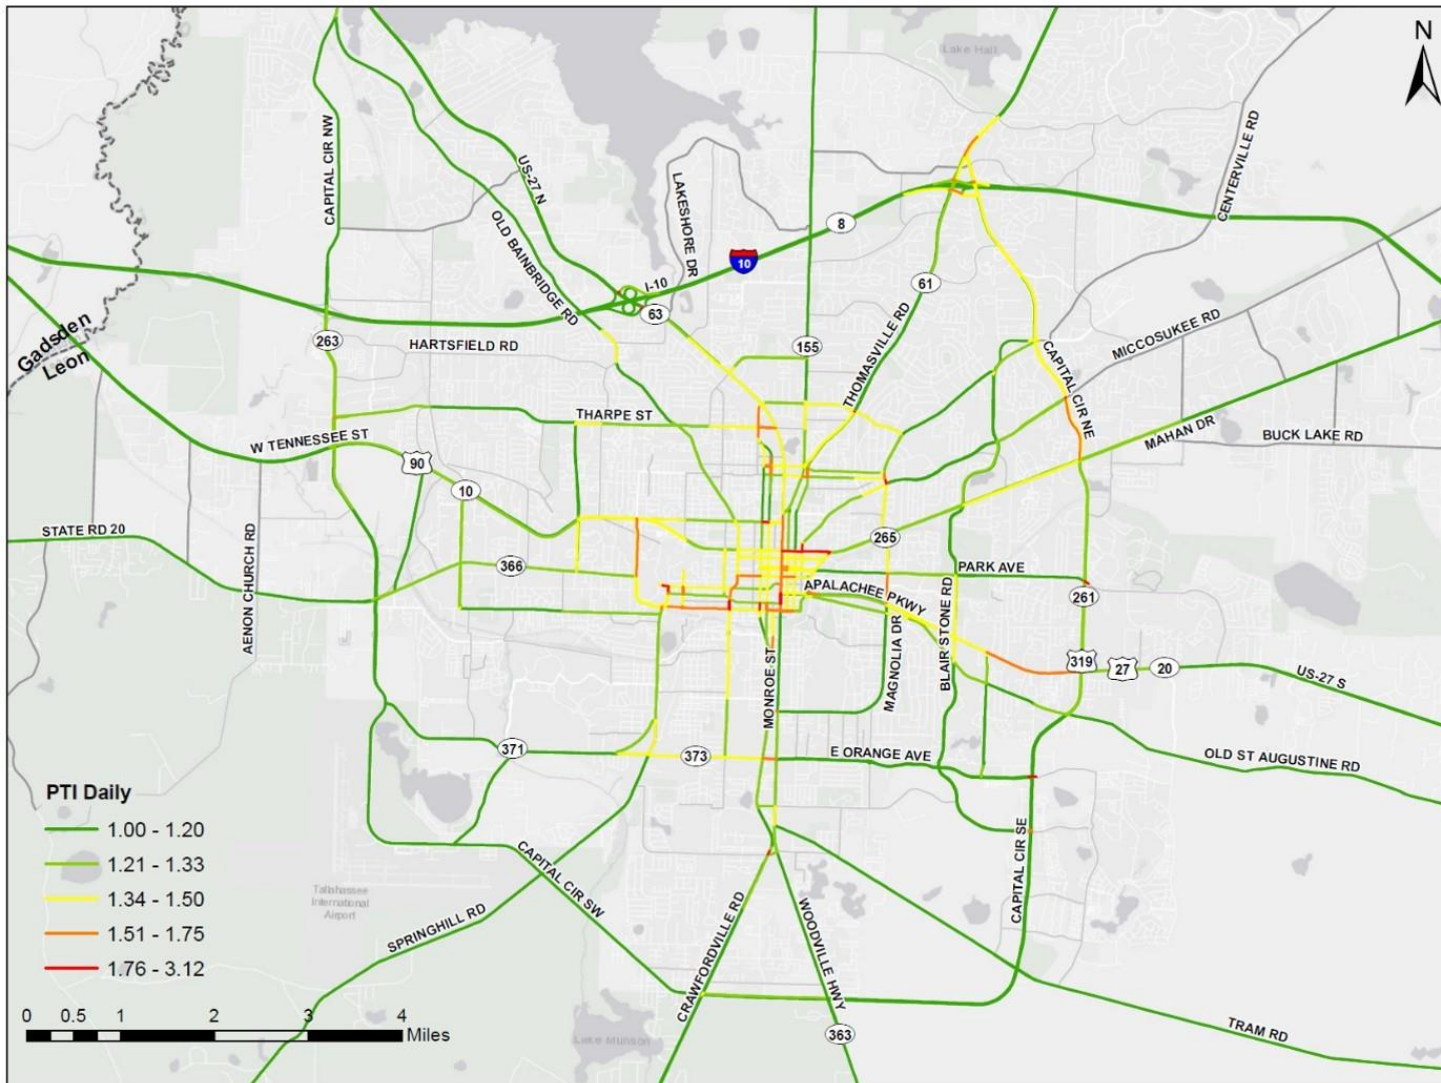 N
Lake Hall
CENTERVILLE RD
CAPITAL CIR NW
US-27 N
LAKESHORE DR
OLD BAINBRIDGE RD
8
10
I-10
61
63
Gadsden
Leon
263
HARTSFIELD RD
155
THOMASVILLE RD
MICCOSUKEE RD
CAPITAL CIR NE
THARPE ST
W TENNESSEE ST
MAHAN DR
BUCK LAKE RD
90
10
STATE RD 20
AENON CHURCH RD
366
265
PARK AVE
APALACHEE PKWY
261
MAGNOLIA DR
BLAIR STONE RD
MONROE ST
319
27
20
US-27 S
371
373
E ORANGE AVE
OLD ST AUGUSTINE RD
PTI Daily
1.00 - 1.20
1.21 - 1.33
1.34 - 1.50
1.51 - 1.75
1.76 - 3.12
CAPITAL CIR SW
CAPITAL CIR SE
Tallahassee
International
Airport
SPRINGHILL RD
CRAWFORDVILLE RD
WOODVILLE HWY
0 0.5 1 2 3 4
Miles
363
TRAM RD
Lake Munson